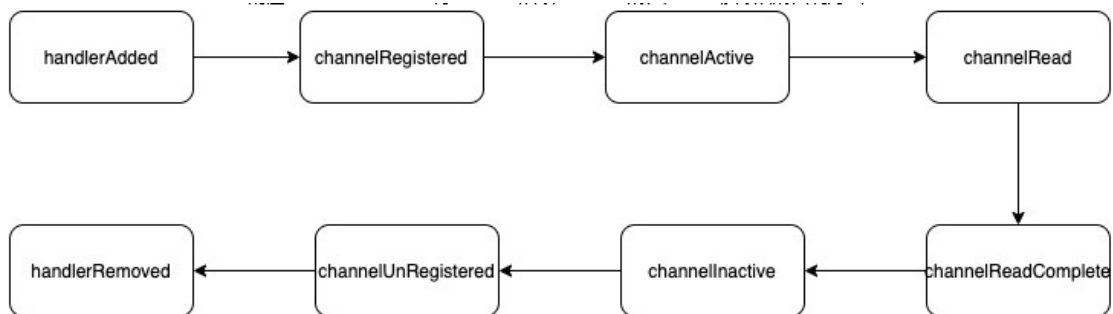 handlerAdded
channelRegistered
channelActive
channelRead
handlerRemoved
channelUnRegistered
channelInactive
channelReadComplete